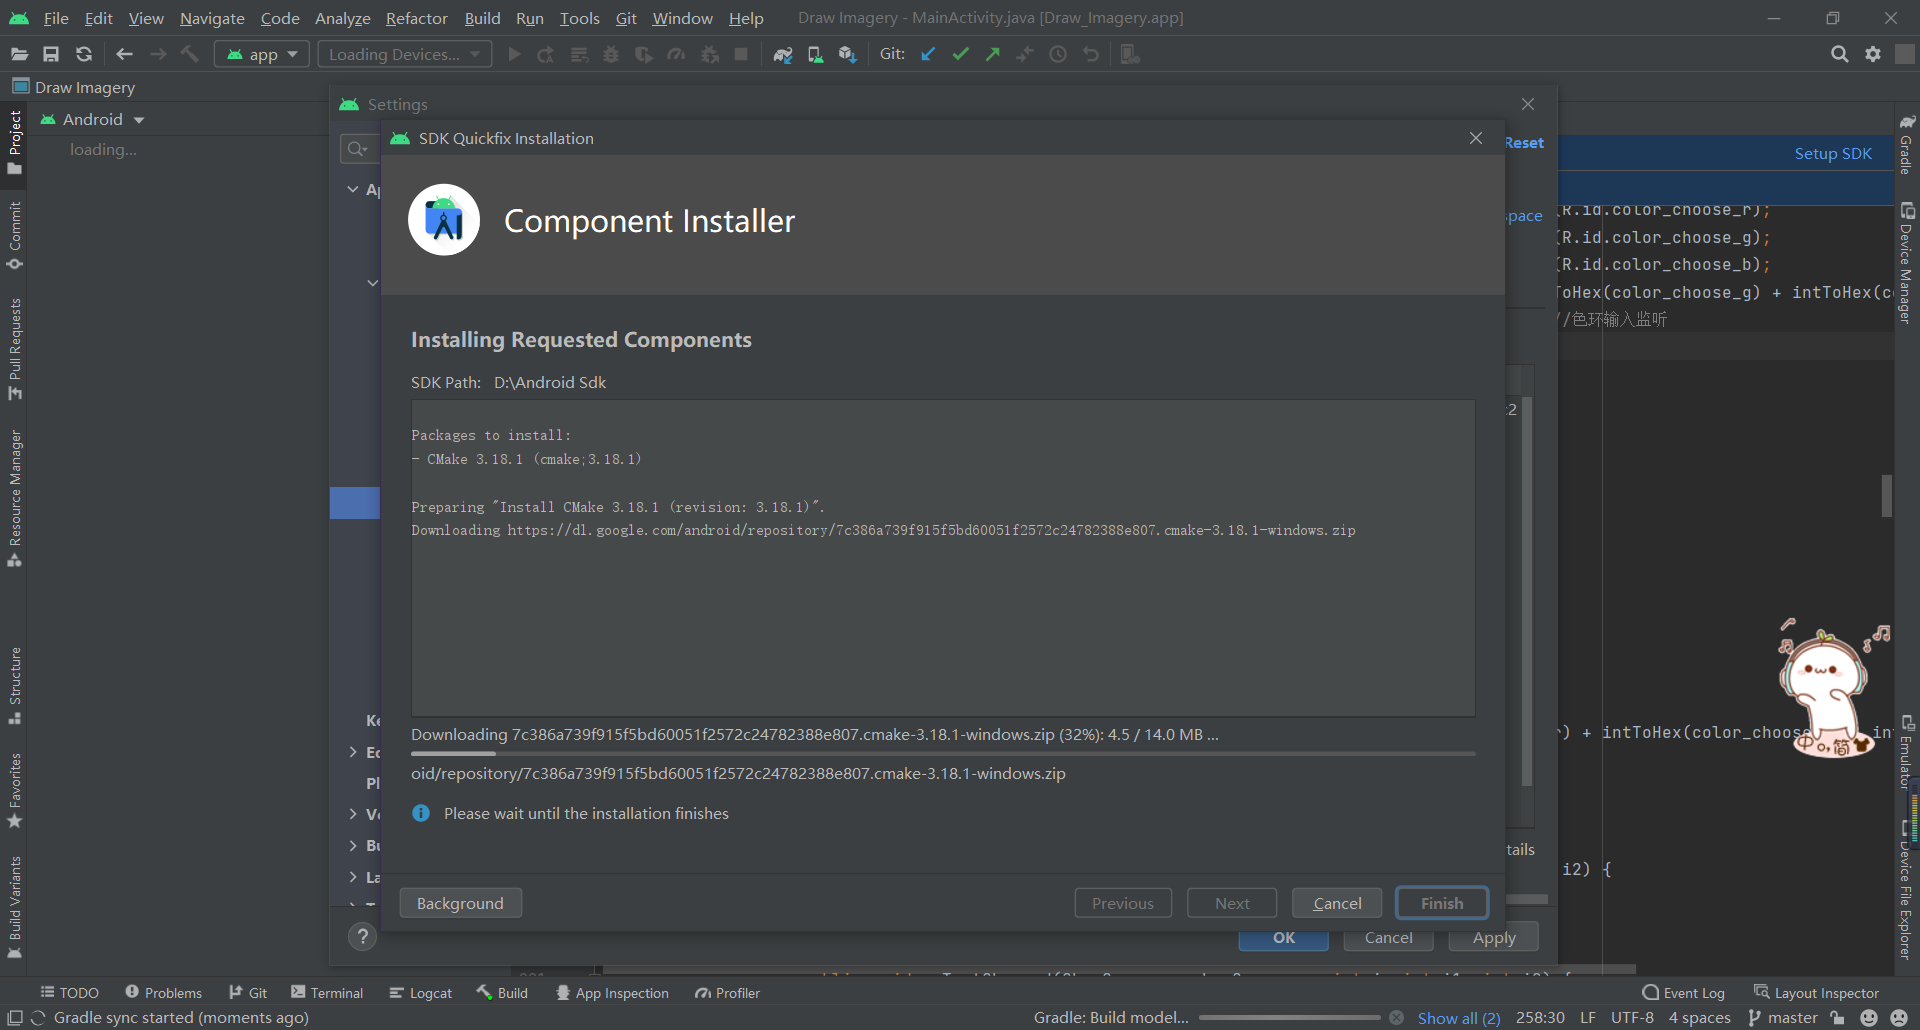 File Edit View Navigate Code Analyze Refactor Build Run Tools Git Window Help Draw Imagery - MainActivity.java [Draw_Imagery.app]
app Loading Devices... Git:
Draw Imagery
Android
loading...
Project
Commit
Pull Requests
Resource Manager
Structure
Favorites
Build Variants
Settings
Reset
SDK Quickfix Installation
Component Installer
Installing Requested Components
SDK Path: D:\Android Sdk
Packages to install:
- CMake 3.18.1 (cmake;3.18.1)
Preparing "Install CMake 3.18.1 (revision: 3.18.1)".
Downloading https://dl.google.com/android/repository/7c386a739f915f5bd60051f2572c24782388e807.cmake-3.18.1-windows.zip
Downloading 7c386a739f915f5bd60051f2572c24782388e807.cmake-3.18.1-windows.zip (32%): 4.5 / 14.0 MB ...
oid/repository/7c386a739f915f5bd60051f2572c24782388e807.cmake-3.18.1-windows.zip
Please wait until the installation finishes
Background Previous Next Cancel Finish
? OK Cancel Apply
Setup SDK
pace
(R.id.color_choose_r);
(R.id.color_choose_g);
(R.id.color_choose_b);
ToHex(color_choose_g) + intToHex(c
//色环输入监听
) + intToHex(color_choose
tails
i2) {
中 简
Gradle
Device Manager
Emulator
Device File Explorer
TODO Problems Git Terminal Logcat Build App Inspection Profiler Event Log Layout Inspector
Gradle sync started (moments ago) Gradle: Build model... Show all (2) 258:30 LF UTF-8 4 spaces master